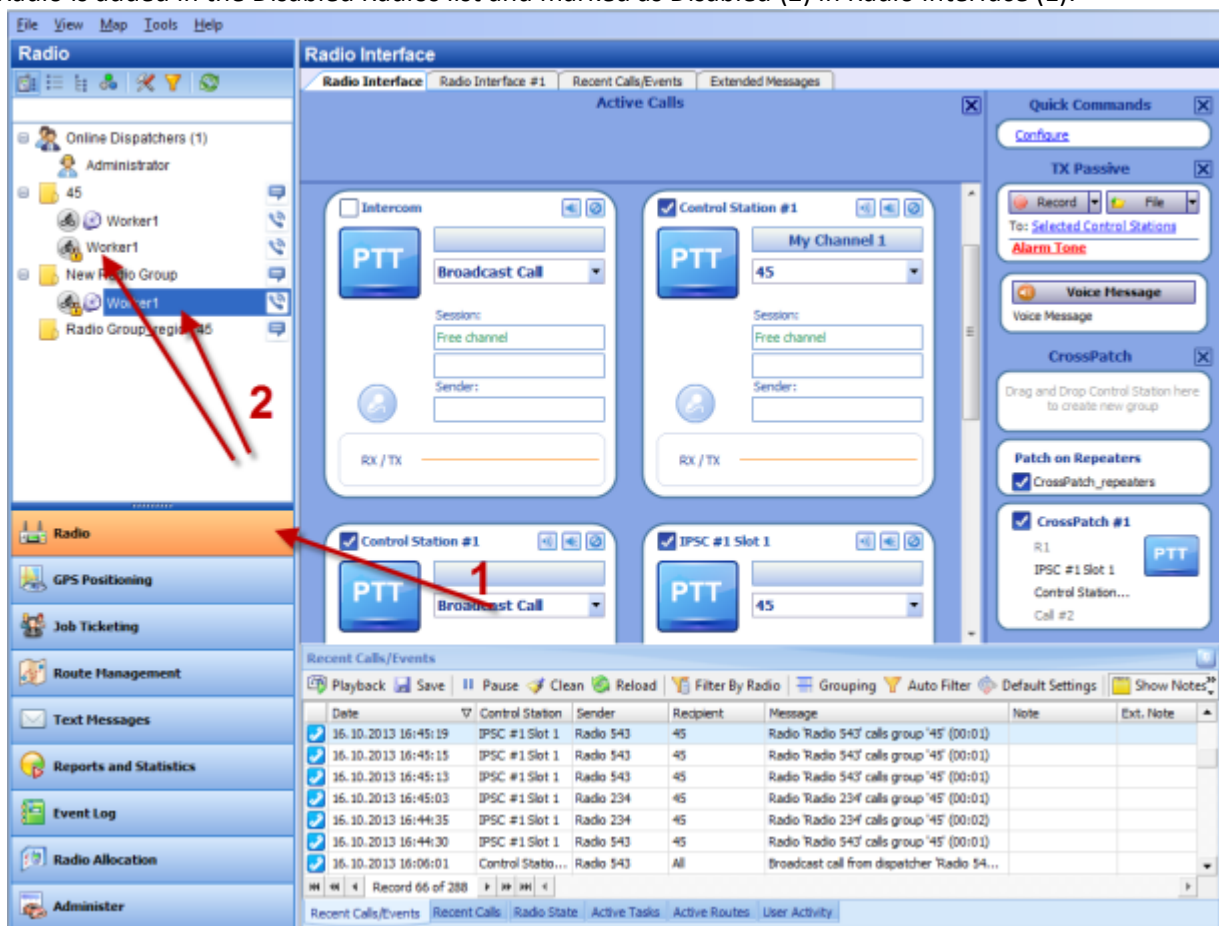 Radio is added in the Disabled Radios list and marked as Disabled (2) in Radio Interface (1).
File View Map Tools Help
Radio
Radio Interface
Radio Interface Radio Interface #1 Recent Calls/Events Extended Messages
Active Calls
Quick Commands
Configure
TX Passive
Record File
To: Selected Control Stations
Alarm Tone
Voice Message
Voice Message
CrossPatch
Drag and Drop Control Station here
to create new group
Patch on Repeaters
CrossPatch_repeaters
CrossPatch #1
R1
IPSC #1 Slot 1
Control Station...
Call #2
PTT
Online Dispatchers (1)
Administrator
45
Worker1
Worker1
New Radio Group
Worker1
Radio Group_region 45
2
1
Intercom
PTT
Broadcast Call
Session:
Free channel
Sender:
RX / TX
Control Station #1
PTT
My Channel 1
45
Session:
Free channel
Sender:
RX / TX
Control Station #1
PTT
Broadcast Call
IPSC #1 Slot 1
PTT
45
Radio
GPS Positioning
Job Ticketing
Route Management
Text Messages
Reports and Statistics
Event Log
Radio Allocation
Administer
Recent Calls/Events
Playback Save Pause Clean Reload Filter By Radio Grouping Auto Filter Default Settings Show Notes
Date Control Station Sender Recipient Message Note Ext. Note
16.10.2013 16:45:19 IPSC #1 Slot 1 Radio 543 45 Radio 'Radio 543' calls group '45' (00:01)
16.10.2013 16:45:15 IPSC #1 Slot 1 Radio 543 45 Radio 'Radio 543' calls group '45' (00:01)
16.10.2013 16:45:13 IPSC #1 Slot 1 Radio 543 45 Radio 'Radio 543' calls group '45' (00:01)
16.10.2013 16:45:03 IPSC #1 Slot 1 Radio 234 45 Radio 'Radio 234' calls group '45' (00:01)
16.10.2013 16:44:35 IPSC #1 Slot 1 Radio 234 45 Radio 'Radio 234' calls group '45' (00:02)
16.10.2013 16:44:30 IPSC #1 Slot 1 Radio 543 45 Radio 'Radio 543' calls group '45' (00:01)
16.10.2013 16:06:01 Control Statio... Radio 543 All Broadcast call from dispatcher 'Radio 54...
Record 66 of 288
Recent Calls/Events Recent Calls Radio State Active Tasks Active Routes User Activity